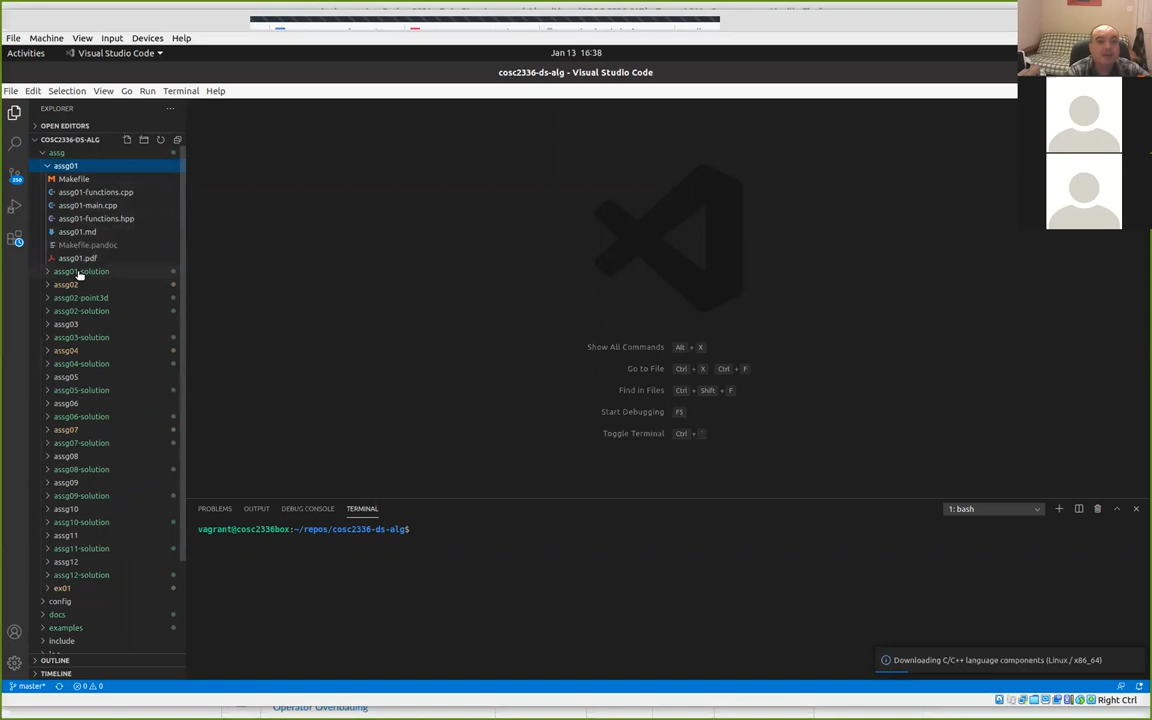 File Machine View Input Devices Help
Activities Visual Studio Code Jan 13 16:38
cosc2336-ds-alg - Visual Studio Code
File Edit Selection View Go Run Terminal Help
EXPLORER ...
OPEN EDITORS
COSC2336-DS-ALG
assg
assg01
Makefile
assg01-functions.cpp
assg01-main.cpp
assg01-functions.hpp
assg01.md
Makefile.pandoc
assg01.pdf
assg01-solution
assg02
assg02-point3d
assg02-solution
assg03
assg03-solution
assg04
assg04-solution
assg05
assg05-solution
assg06
assg06-solution
assg07
assg07-solution
assg08
assg08-solution
assg09
assg09-solution
assg10
assg10-solution
assg11
assg11-solution
assg12
assg12-solution
ex01
config
docs
examples
include
OUTLINE
TIMELINE
250
Show All Commands Alt + X
Go to File Ctrl + X Ctrl + F
Find in Files Ctrl + Shift + F
Start Debugging F5
Toggle Terminal Ctrl + `
PROBLEMS OUTPUT DEBUG CONSOLE TERMINAL 1: bash
vagrant@cosc2336box:~/repos/cosc2336-ds-alg$
Downloading C/C++ language components (Linux / x86_64)
master* 0 0
Right Ctrl
Operator Overloading